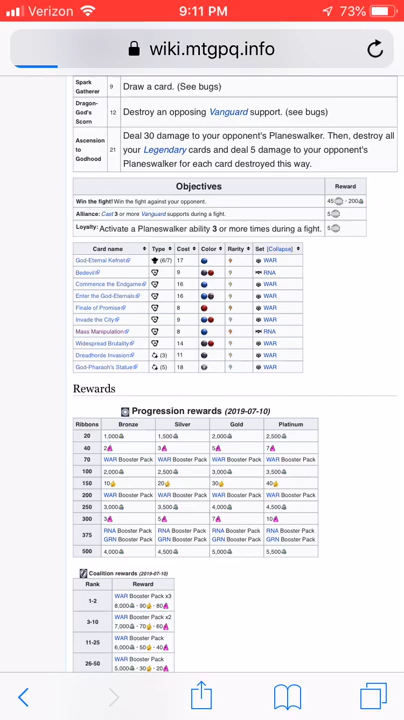 Verizon 9:11 PM 73%
wiki.mtgpq.info
Spark Gatherer 9 Draw a card. (See bugs)
Dragon-God's Scorn 12 Destroy an opposing Vanguard support. (see bugs)
Ascension to Godhood 21 Deal 30 damage to your opponent's Planeswalker. Then, destroy all
your Legendary cards and deal 5 damage to your opponent's
Planeswalker for each card destroyed this way.
Objectives Reward
Win the fight! Win the fight against your opponent. 45 · 200
Alliance: Cast 3 or more Vanguard supports during a fight. 5
Loyalty: Activate a Planeswalker ability 3 or more times during a fight. 5
Card name Type Cost Color Rarity Set [Collapse]
God-Eternal Kefnet (6/7) 17 WAR
Bedevil 9 RNA
Commence the Endgame 16 WAR
Enter the God-Eternals 16 WAR
Finale of Promise 8 WAR
Invade the City 9 WAR
Mass Manipulation 8 RNA
Widespread Brutality 14 WAR
Dreadhorde Invasion (3) 11 WAR
God-Pharaoh's Statue (5) 18 WAR
Rewards
Progression rewards (2019-07-10)
Ribbons Bronze Silver Gold Platinum
20 1,000 1,500 2,000 2,500
40 2 3 5 7
70 WAR Booster Pack WAR Booster Pack WAR Booster Pack WAR Booster Pack
100 2,000 2,500 3,000 3,500
150 10 20 30 40
200 WAR Booster Pack WAR Booster Pack WAR Booster Pack WAR Booster Pack
250 3,000 3,500 4,000 4,500
300 3 5 7 10
375 RNA Booster Pack RNA Booster Pack RNA Booster Pack RNA Booster Pack
GRN Booster Pack GRN Booster Pack GRN Booster Pack GRN Booster Pack
500 4,000 4,500 5,000 5,500
Coalition rewards (2019-07-10)
Rank Reward
1-2 WAR Booster Pack x3
8,000 · 90 · 80
3-10 WAR Booster Pack x2
7,000 · 70 · 60
11-25 WAR Booster Pack
6,000 · 50 · 40
26-50 WAR Booster Pack
5,000 · 30 · 20